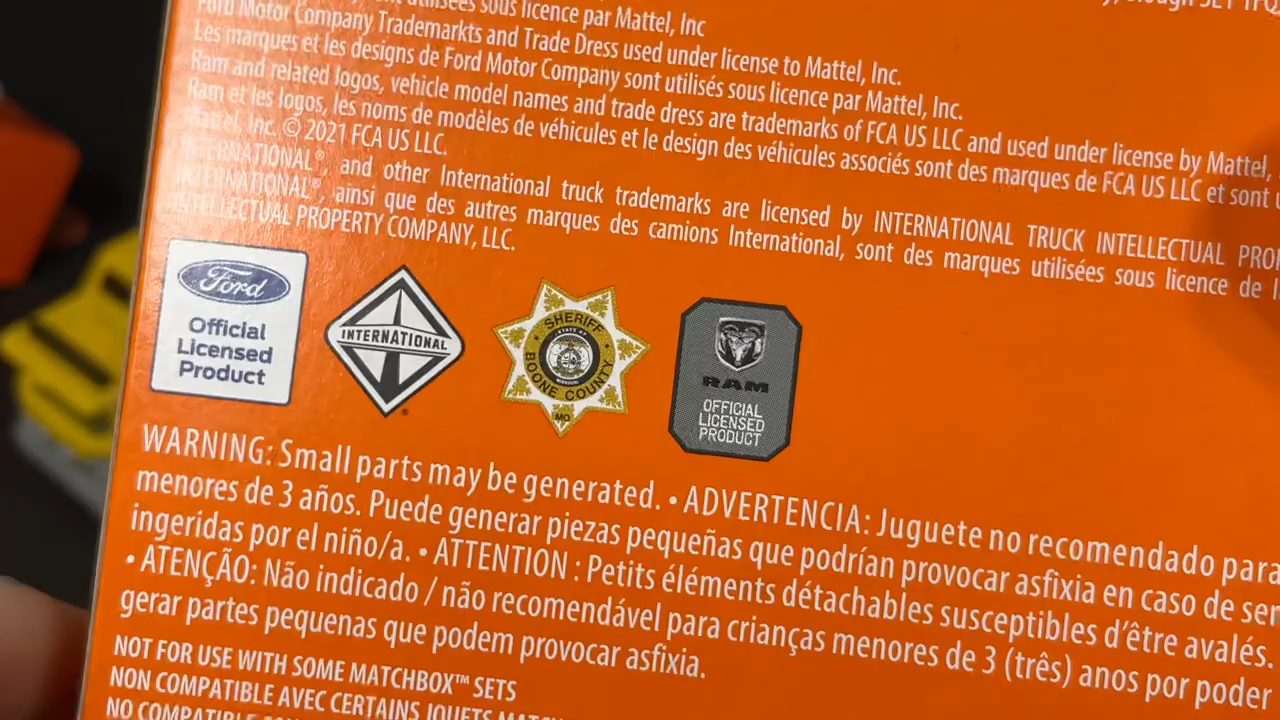 sous licence par Mattel, Inc
Ford Motor Company Trademarkts and Trade Dress used under license to Mattel, Inc.
Les marques et les designs de Ford Motor Company sont utilisés sous licence par Mattel, Inc.
Ram and related logos, vehicle model names and trade dress are trademarks of FCA US LLC and used under license by Mattel,
Ram et les logos, les noms de modèles de véhicules et le design des véhicules associés sont des marques de FCA US LLC et sont
Mattel, Inc. © 2021 FCA US LLC.
INTERNATIONAL®, and other International truck trademarks are licensed by INTERNATIONAL TRUCK INTELLECTUAL
INTERNATIONAL®, ainsi que des autres marques des camions International, sont des marques utilisées sous licence de
INTELLECTUAL PROPERTY COMPANY, LLC.
Ford
Official
Licensed
Product
INTERNATIONAL
SHERIFF
STATE OF
MISSOURI
BOONE COUNTY
MO
RAM
OFFICIAL
LICENSED
PRODUCT
WARNING: Small parts may be generated. • ADVERTENCIA: Juguete no recomendado para
menores de 3 años. Puede generar piezas pequeñas que podrían provocar asfixia en caso de ser
ingeridas por el niño/a. • ATTENTION : Petits éléments détachables susceptibles d'être avalés.
• ATENÇÃO: Não indicado / não recomendável para crianças menores de 3 (três) anos por poder
gerar partes pequenas que podem provocar asfixia.
NOT FOR USE WITH SOME MATCHBOX™ SETS
NON COMPATIBLE AVEC CERTAINS JOUETS